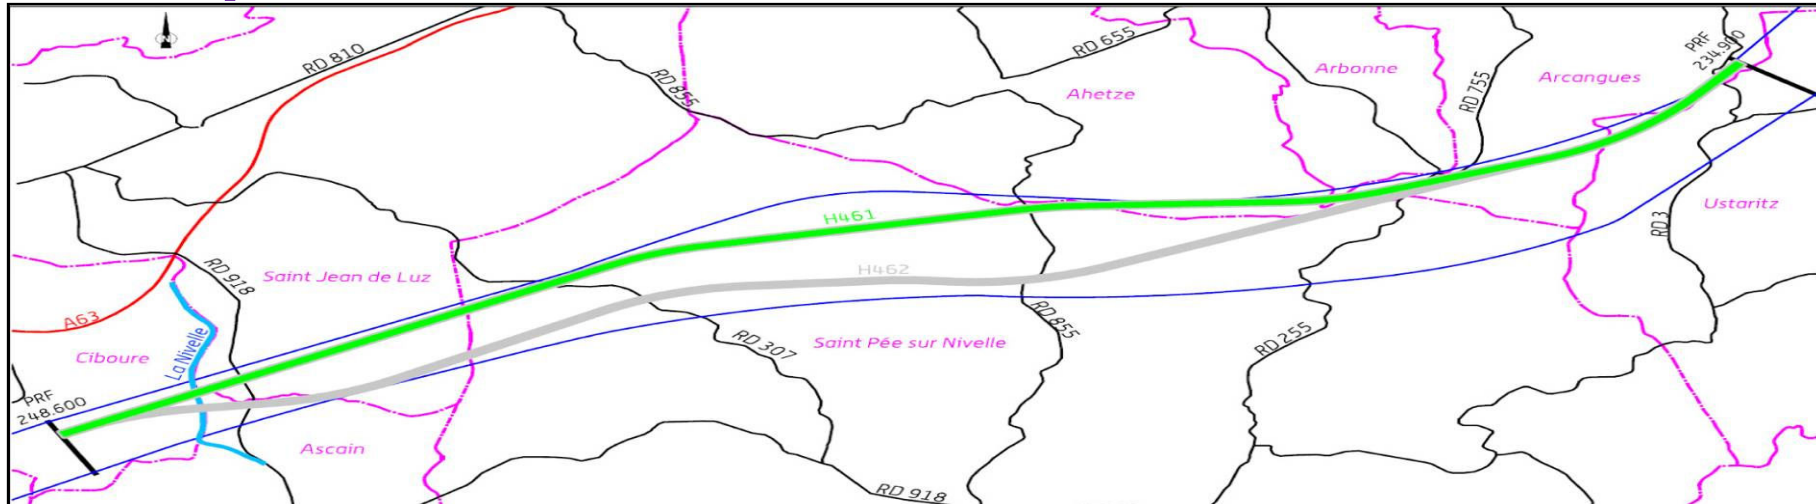 N
RD 810
RD 855
RD 655
Ahetze
Arbonne
RD 755
Arcangues
PRF
234.900
Ustaritz
RD 3
H461
H462
RD 918
Saint Jean de Luz
A63
Ciboure
La Nivelle
PRF
248.600
Ascain
RD 307
Saint Pée sur Nivelle
RD 855
RD 255
RD 918